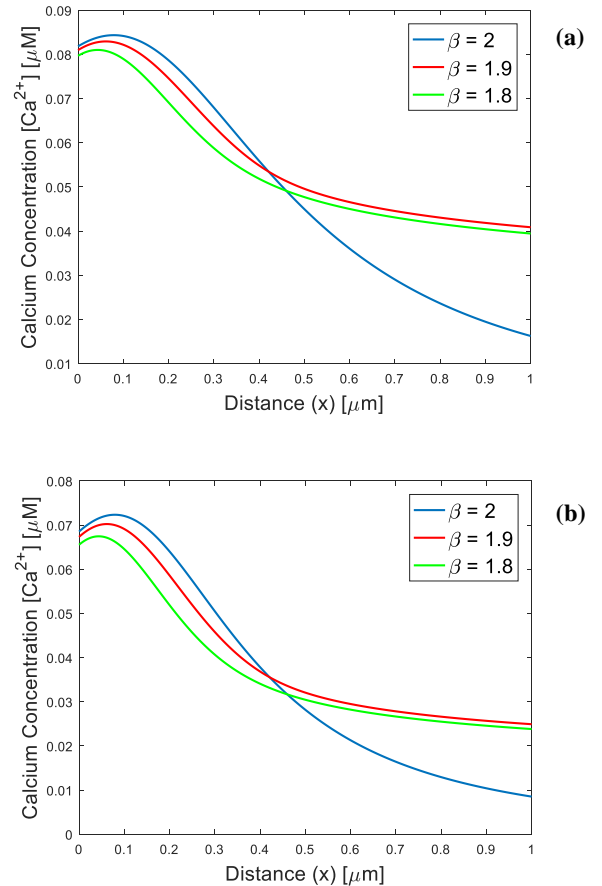 (a)
0.09
0.08
0.07
0.06
0.05
0.04
0.03
0.02
0.01
Calcium Concentration [Ca²⁺] [μM]
β = 2
β = 1.9
β = 1.8
0 0.1 0.2 0.3 0.4 0.5 0.6 0.7 0.8 0.9 1
Distance (x) [μm]
(b)
0.08
0.07
0.06
0.05
0.04
0.03
0.02
0.01
0
Calcium Concentration [Ca²⁺] [μM]
β = 2
β = 1.9
β = 1.8
0 0.1 0.2 0.3 0.4 0.5 0.6 0.7 0.8 0.9 1
Distance (x) [μm]